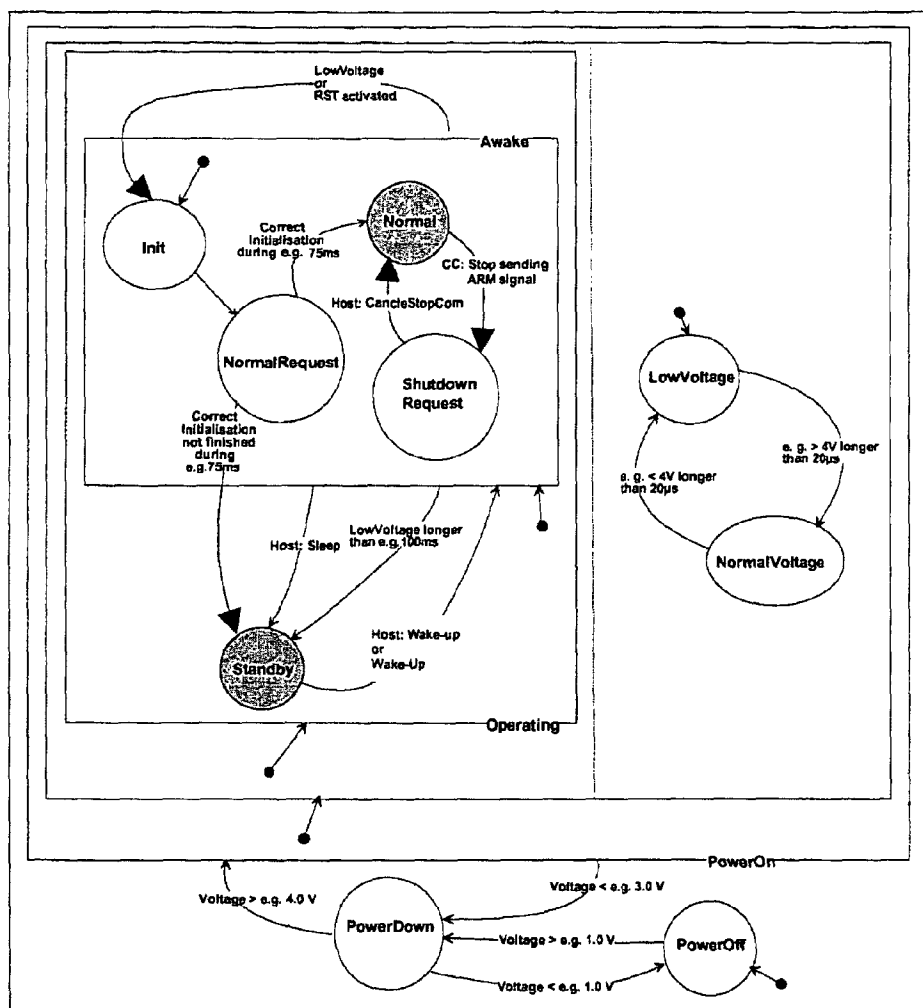 LowVoltage
or
RST activated
Awake
Init
Normal
Correct
Initialisation
during e.g. 75ms
CC: Stop sending
ARM signal
Host: CancleStopCom
NormalRequest
Shutdown
Request
Correct
Initialisation
not finished
during
e.g.75ms
LowVoltage
e. g. > 4V longer
than 20µs
e. g. < 4V longer
than 20µs
NormalVoltage
Host: Sleep
LowVoltage longer
than e.g.100ms
Host: Wake-up
or
Wake-Up
Standby
Operating
PowerOn
Voltage > e.g. 4.0 V
Voltage < e.g. 3.0 V
PowerDown
Voltage > e.g. 1.0 V
PowerOff
Voltage < e.g. 1.0 V